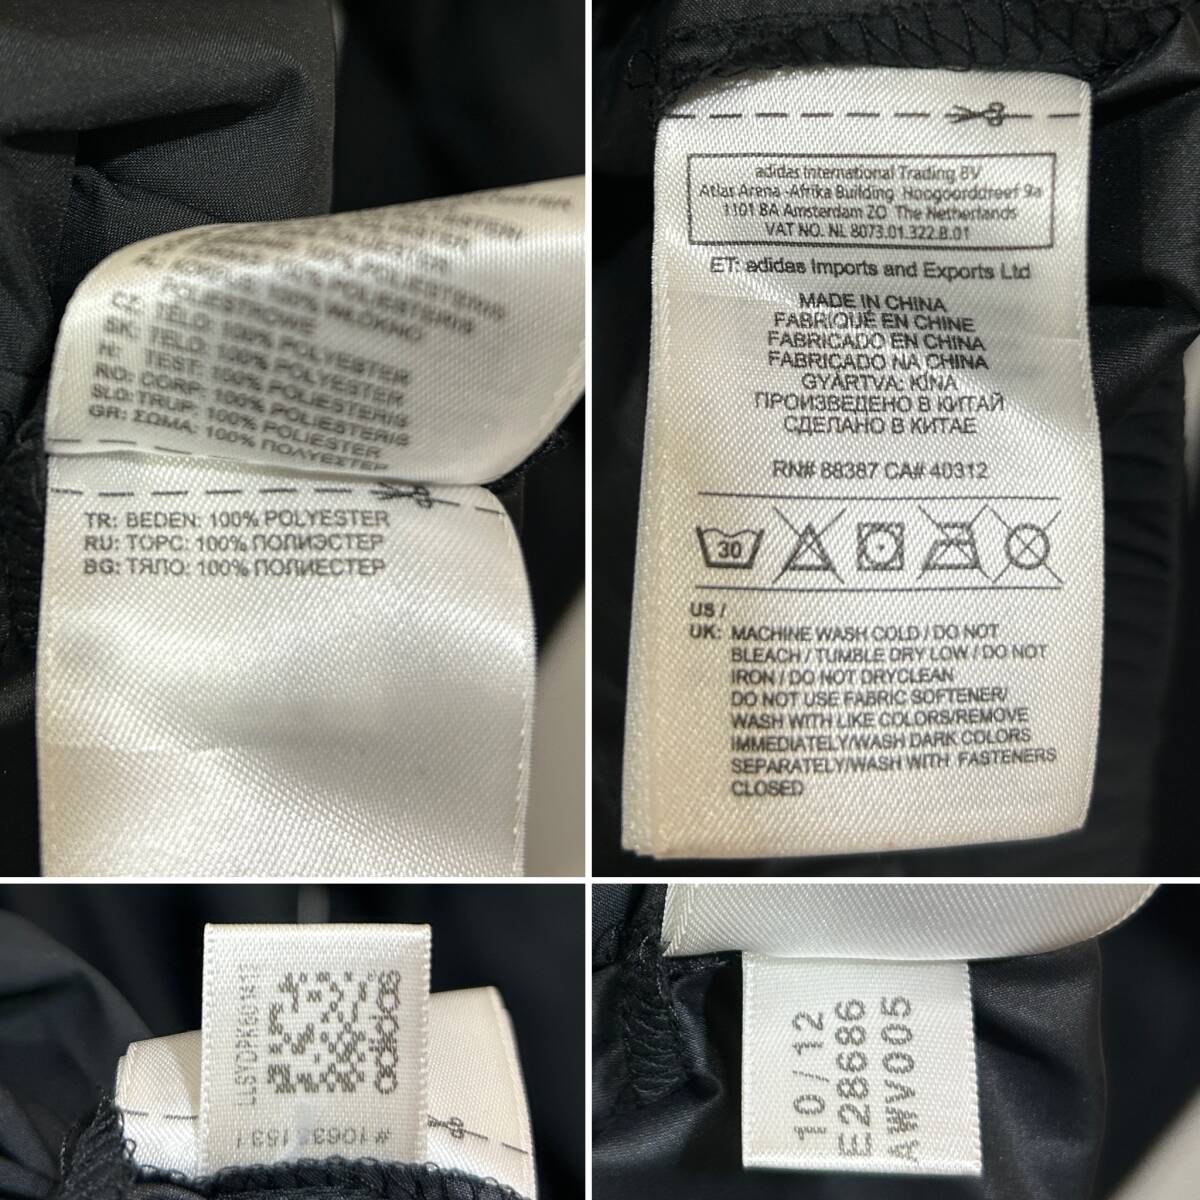 POLIESTERIS
POLIESTERIS
100% WŁÓKNO
POLIESTROWE
TĚLO: 100% POLYESTER
SK: TELO: 100% POLYESTER
H: TEST: 100% POLIÉSZTER
RO: CORP: 100% POLIESTER
SLO: TRUP: 100% POLIESTER
GR: ΣΩΜΑ: 100% ΠΟΛΥΕΣΤΕΡ
TR: BEDEN: 100% POLYESTER
RU: ТОРС: 100% ПОЛИЭСТЕР
BG: ТЯЛО: 100% ПОЛИЕСТЕР
adidas International Trading BV
Atlas Arena -Afrika Building Hoogoorddreef 9a
1101 BA Amsterdam ZO The Netherlands
VAT NO. NL 8073.01.322.B.01
ET: adidas Imports and Exports Ltd
MADE IN CHINA
FABRIQUÉ EN CHINE
FABRICADO EN CHINA
FABRICADO NA CHINA
GYÁRTVA: KÍNA
ПРОИЗВЕДЕНО В КИТАЙ
СДЕЛАНО В КИТАЕ
RN# 88387 CA# 40312
30
US /
UK: MACHINE WASH COLD / DO NOT
BLEACH / TUMBLE DRY LOW / DO NOT
IRON / DO NOT DRYCLEAN
DO NOT USE FABRIC SOFTENER/
WASH WITH LIKE COLORS/REMOVE
IMMEDIATELY/WASH DARK COLORS
SEPARATELY/WASH WITH FASTENERS
CLOSED
adidas
10/12
E28686
AWV005